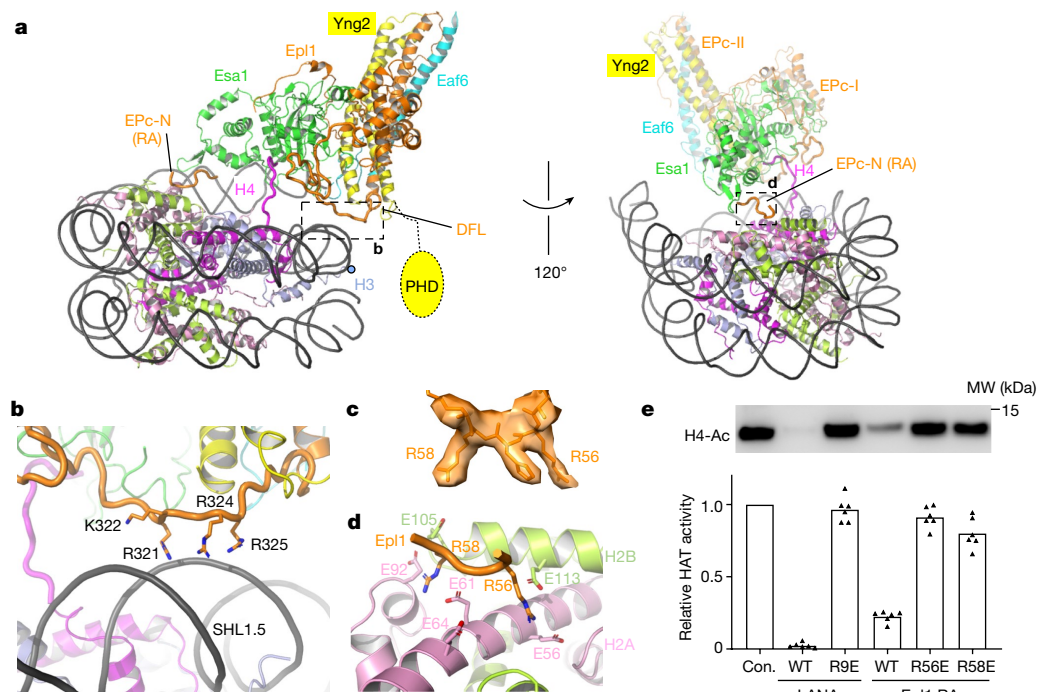 a
Yng2
Epl1
Esa1
Eaf6
EPc-N
(RA)
H4
DFL
b
H3
PHD
120°
EPc-II
Yng2
EPc-I
Eaf6
Esa1
H4
EPc-N (RA)
d
b
R324
K322
R321
R325
SHL1.5
c
R58
R56
d
E105
Epl1
R58
H2B
E92
E61
R56
E113
E64
E56
H2A
e
MW (kDa)
15
H4-Ac
Relative HAT activity
1.0
0.5
0
Con. WT R9E WT R56E R58E